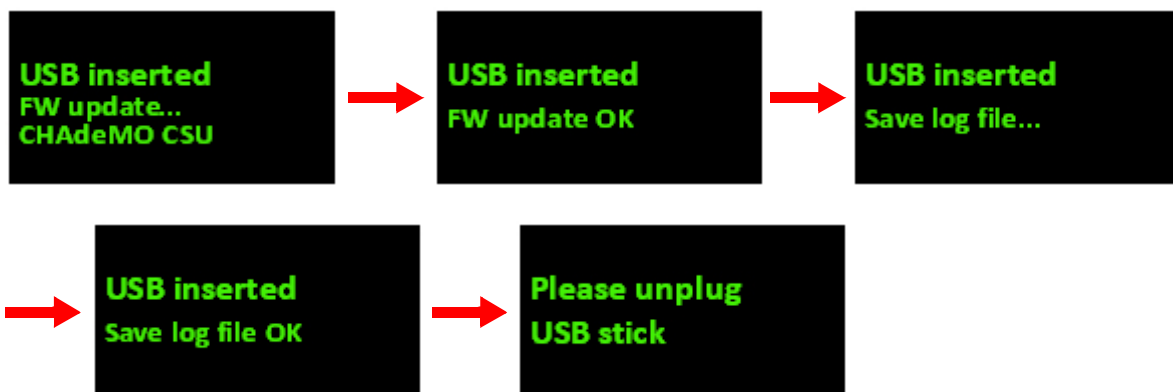 USB inserted
FW update...
CHAdeMO CSU
USB inserted
FW update OK
USB inserted
Save log file...
USB inserted
Save log file OK
Please unplug
USB stick